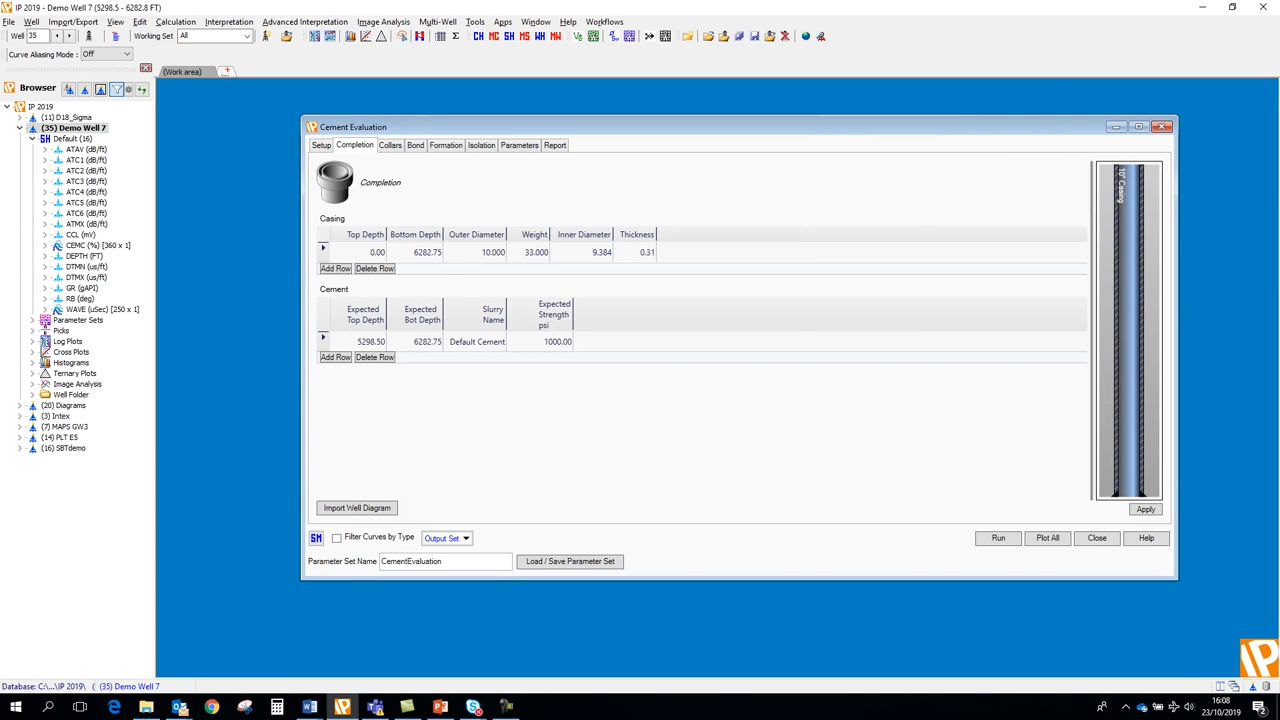 IP 2019 - Demo Well 7 (5298.5 - 6282.8 FT)
File Well Import/Export View Edit Calculation Interpretation Advanced Interpretation Image Analysis Multi-Well Tools Apps Window Help Workflows
Well 35 Working Set All CH MC SH MS WH MW
Curve Aliasing Mode : Off
(Work area)
Browser
IP 2019
(11) D18_Sigma
(35) Demo Well 7
Default (16)
ATAV (dB/ft)
ATC1 (dB/ft)
ATC2 (dB/ft)
ATC3 (dB/ft)
ATC4 (dB/ft)
ATC5 (dB/ft)
ATC6 (dB/ft)
ATMX (dB/ft)
CCL (mV)
CEMC (%) [360 x 1]
DEPTH (FT)
DTMN (us/ft)
DTMX (us/ft)
GR (gAPI)
RB (deg)
WAVE (uSec) [250 x 1]
Parameter Sets
Picks
Log Plots
Cross Plots
Histograms
Ternary Plots
Image Analysis
Well Folder
(20) Diagrams
(3) Intex
(7) MAPS GW3
(14) PLT E5
(16) SBTdemo
Cement Evaluation
Setup Completion Collars Bond Formation Isolation Parameters Report
Completion
Casing
Top Depth Bottom Depth Outer Diameter Weight Inner Diameter Thickness
0.00 6282.75 10.000 33.000 9.384 0.31
Add Row Delete Row
Cement
Expected Top Depth Expected Bot Depth Slurry Name Expected Strength psi
5298.50 6282.75 Default Cement 1000.00
Add Row Delete Row
10" Casing
Import Well Diagram
Apply
SH Filter Curves by Type Output Set Run Plot All Close Help
Parameter Set Name CementEvaluation Load / Save Parameter Set
Database: C:\...\IP 2019\ ( (35) Demo Well 7
16:08
23/10/2019